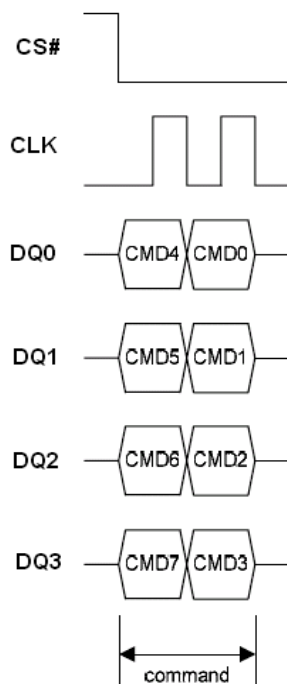 CS#
CLK
DQ0 CMD4 CMD0
DQ1 CMD5 CMD1
DQ2 CMD6 CMD2
DQ3 CMD7 CMD3
command